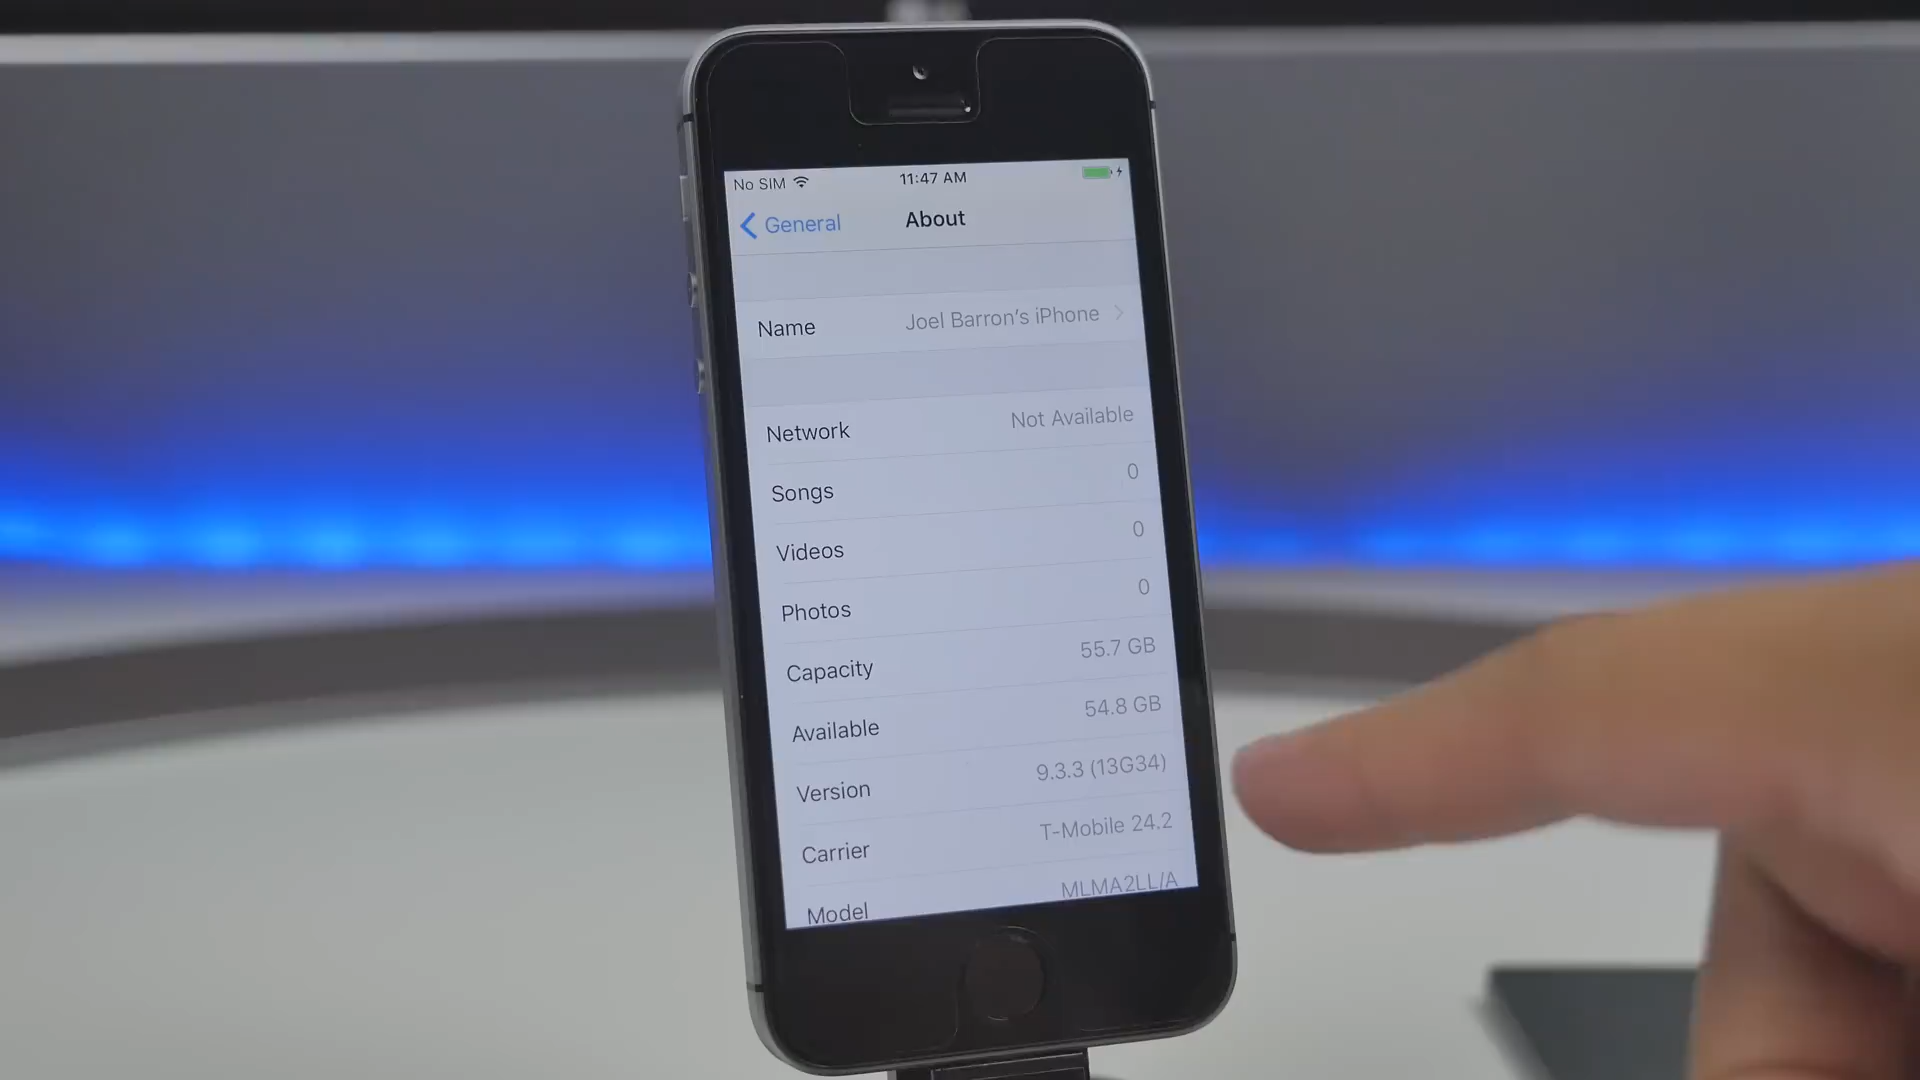 No SIM 11:47 AM
General About
Name Joel Barron's iPhone
Network Not Available
Songs 0
Videos 0
Photos 0
Capacity 55.7 GB
Available 54.8 GB
Version 9.3.3 (13G34)
Carrier T-Mobile 24.2
Model MLMA2LL/A